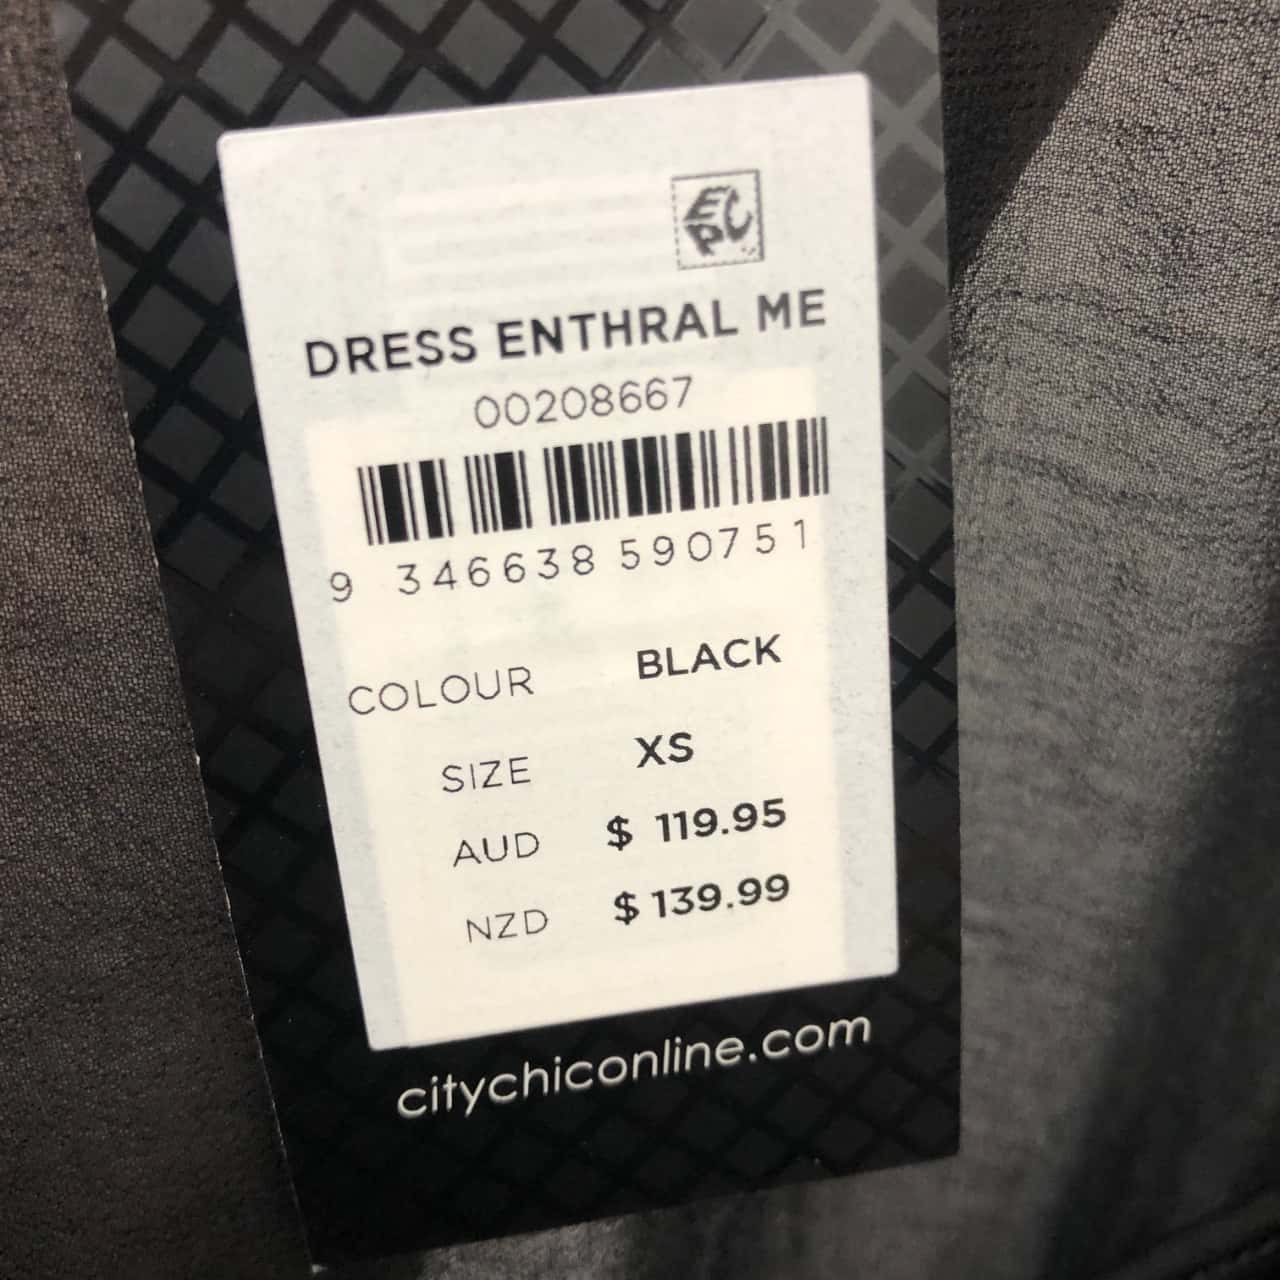 EPC
DRESS ENTHRAL ME
00208667
9 346638 590751
COLOUR BLACK
SIZE XS
AUD $ 119.95
NZD $ 139.99
citychiconline.com